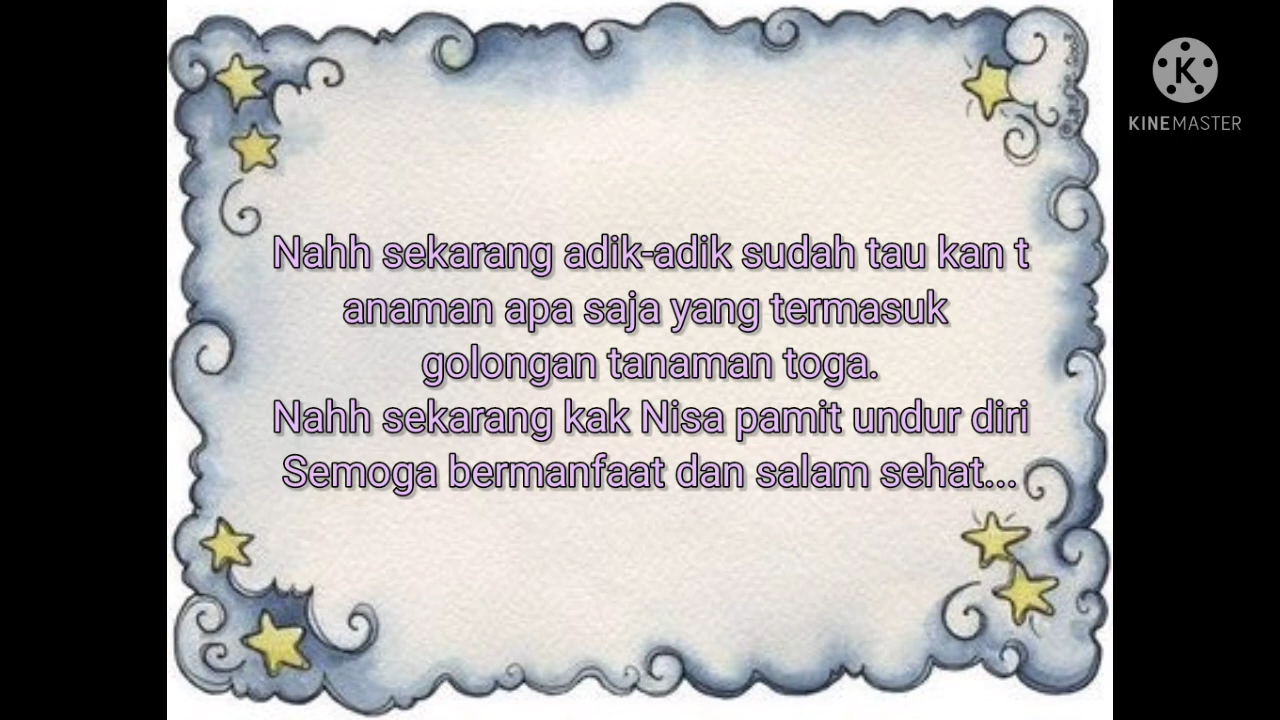 Nahh sekarang adik-adik sudah tau kan t
anaman apa saja yang termasuk
golongan tanaman toga.
Nahh sekarang kak Nisa pamit undur diri
Semoga bermanfaat dan salam sehat...
K
KINEMASTER